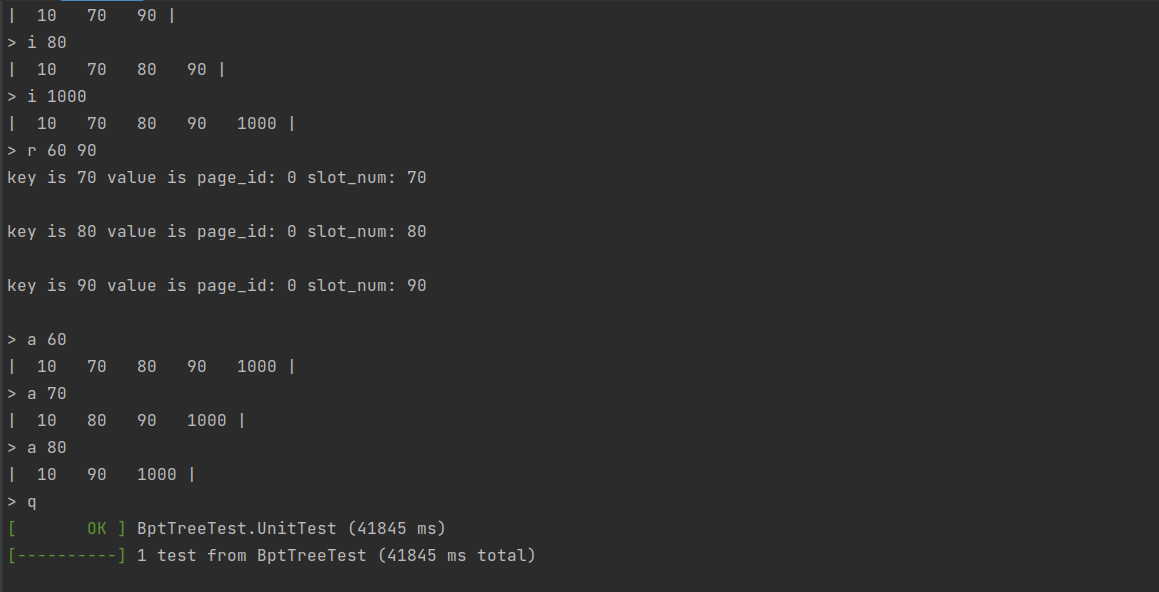 |  10   70   90 |
> i 80
|  10   70   80   90 |
> i 1000
|  10   70   80   90   1000 |
> r 60 90
key is 70 value is page_id: 0 slot_num: 70
key is 80 value is page_id: 0 slot_num: 80
key is 90 value is page_id: 0 slot_num: 90
> a 60
|  10   70   80   90   1000 |
> a 70
|  10   80   90   1000 |
> a 80
|  10   90   1000 |
> q
[       OK ] BptTreeTest.UnitTest (41845 ms)
[----------] 1 test from BptTreeTest (41845 ms total)